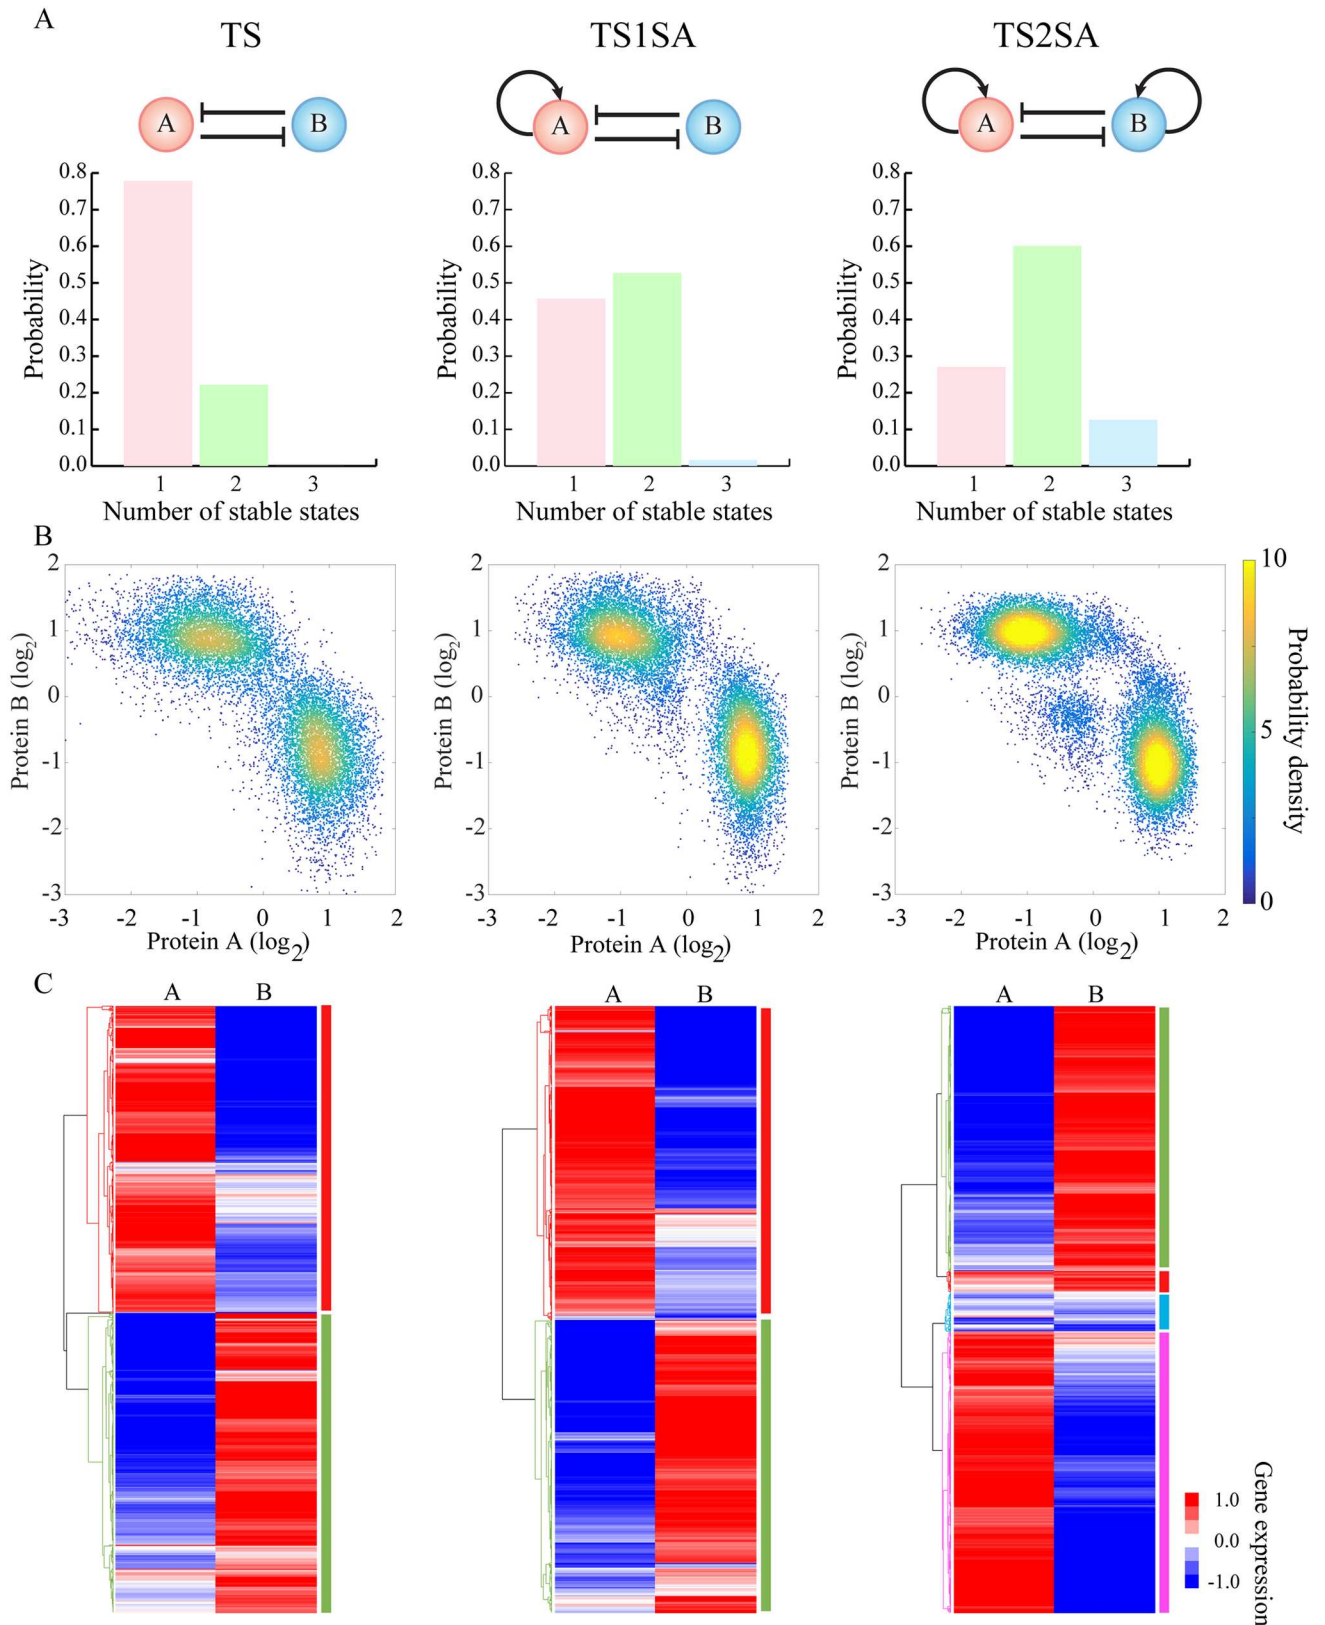 A
TS
TS1SA
TS2SA
A B
A B
A B
Probability
0.8
0.7
0.6
0.5
0.4
0.3
0.2
0.1
0.0
1 2 3
Number of stable states
Probability
0.8
0.7
0.6
0.5
0.4
0.3
0.2
0.1
0.0
1 2 3
Number of stable states
Probability
0.8
0.7
0.6
0.5
0.4
0.3
0.2
0.1
0.0
1 2 3
Number of stable states
B
Protein B (log2)
2
1
0
-1
-2
-3
-3 -2 -1 0 1 2
Protein A (log2)
Protein B (log2)
2
1
0
-1
-2
-3
-3 -2 -1 0 1 2
Protein A (log2)
Protein B (log2)
2
1
0
-1
-2
-3
-3 -2 -1 0 1 2
Protein A (log2)
10
5
0
Probability density
C
A B
A B
A B
1.0
0.0
-1.0
Gene expression